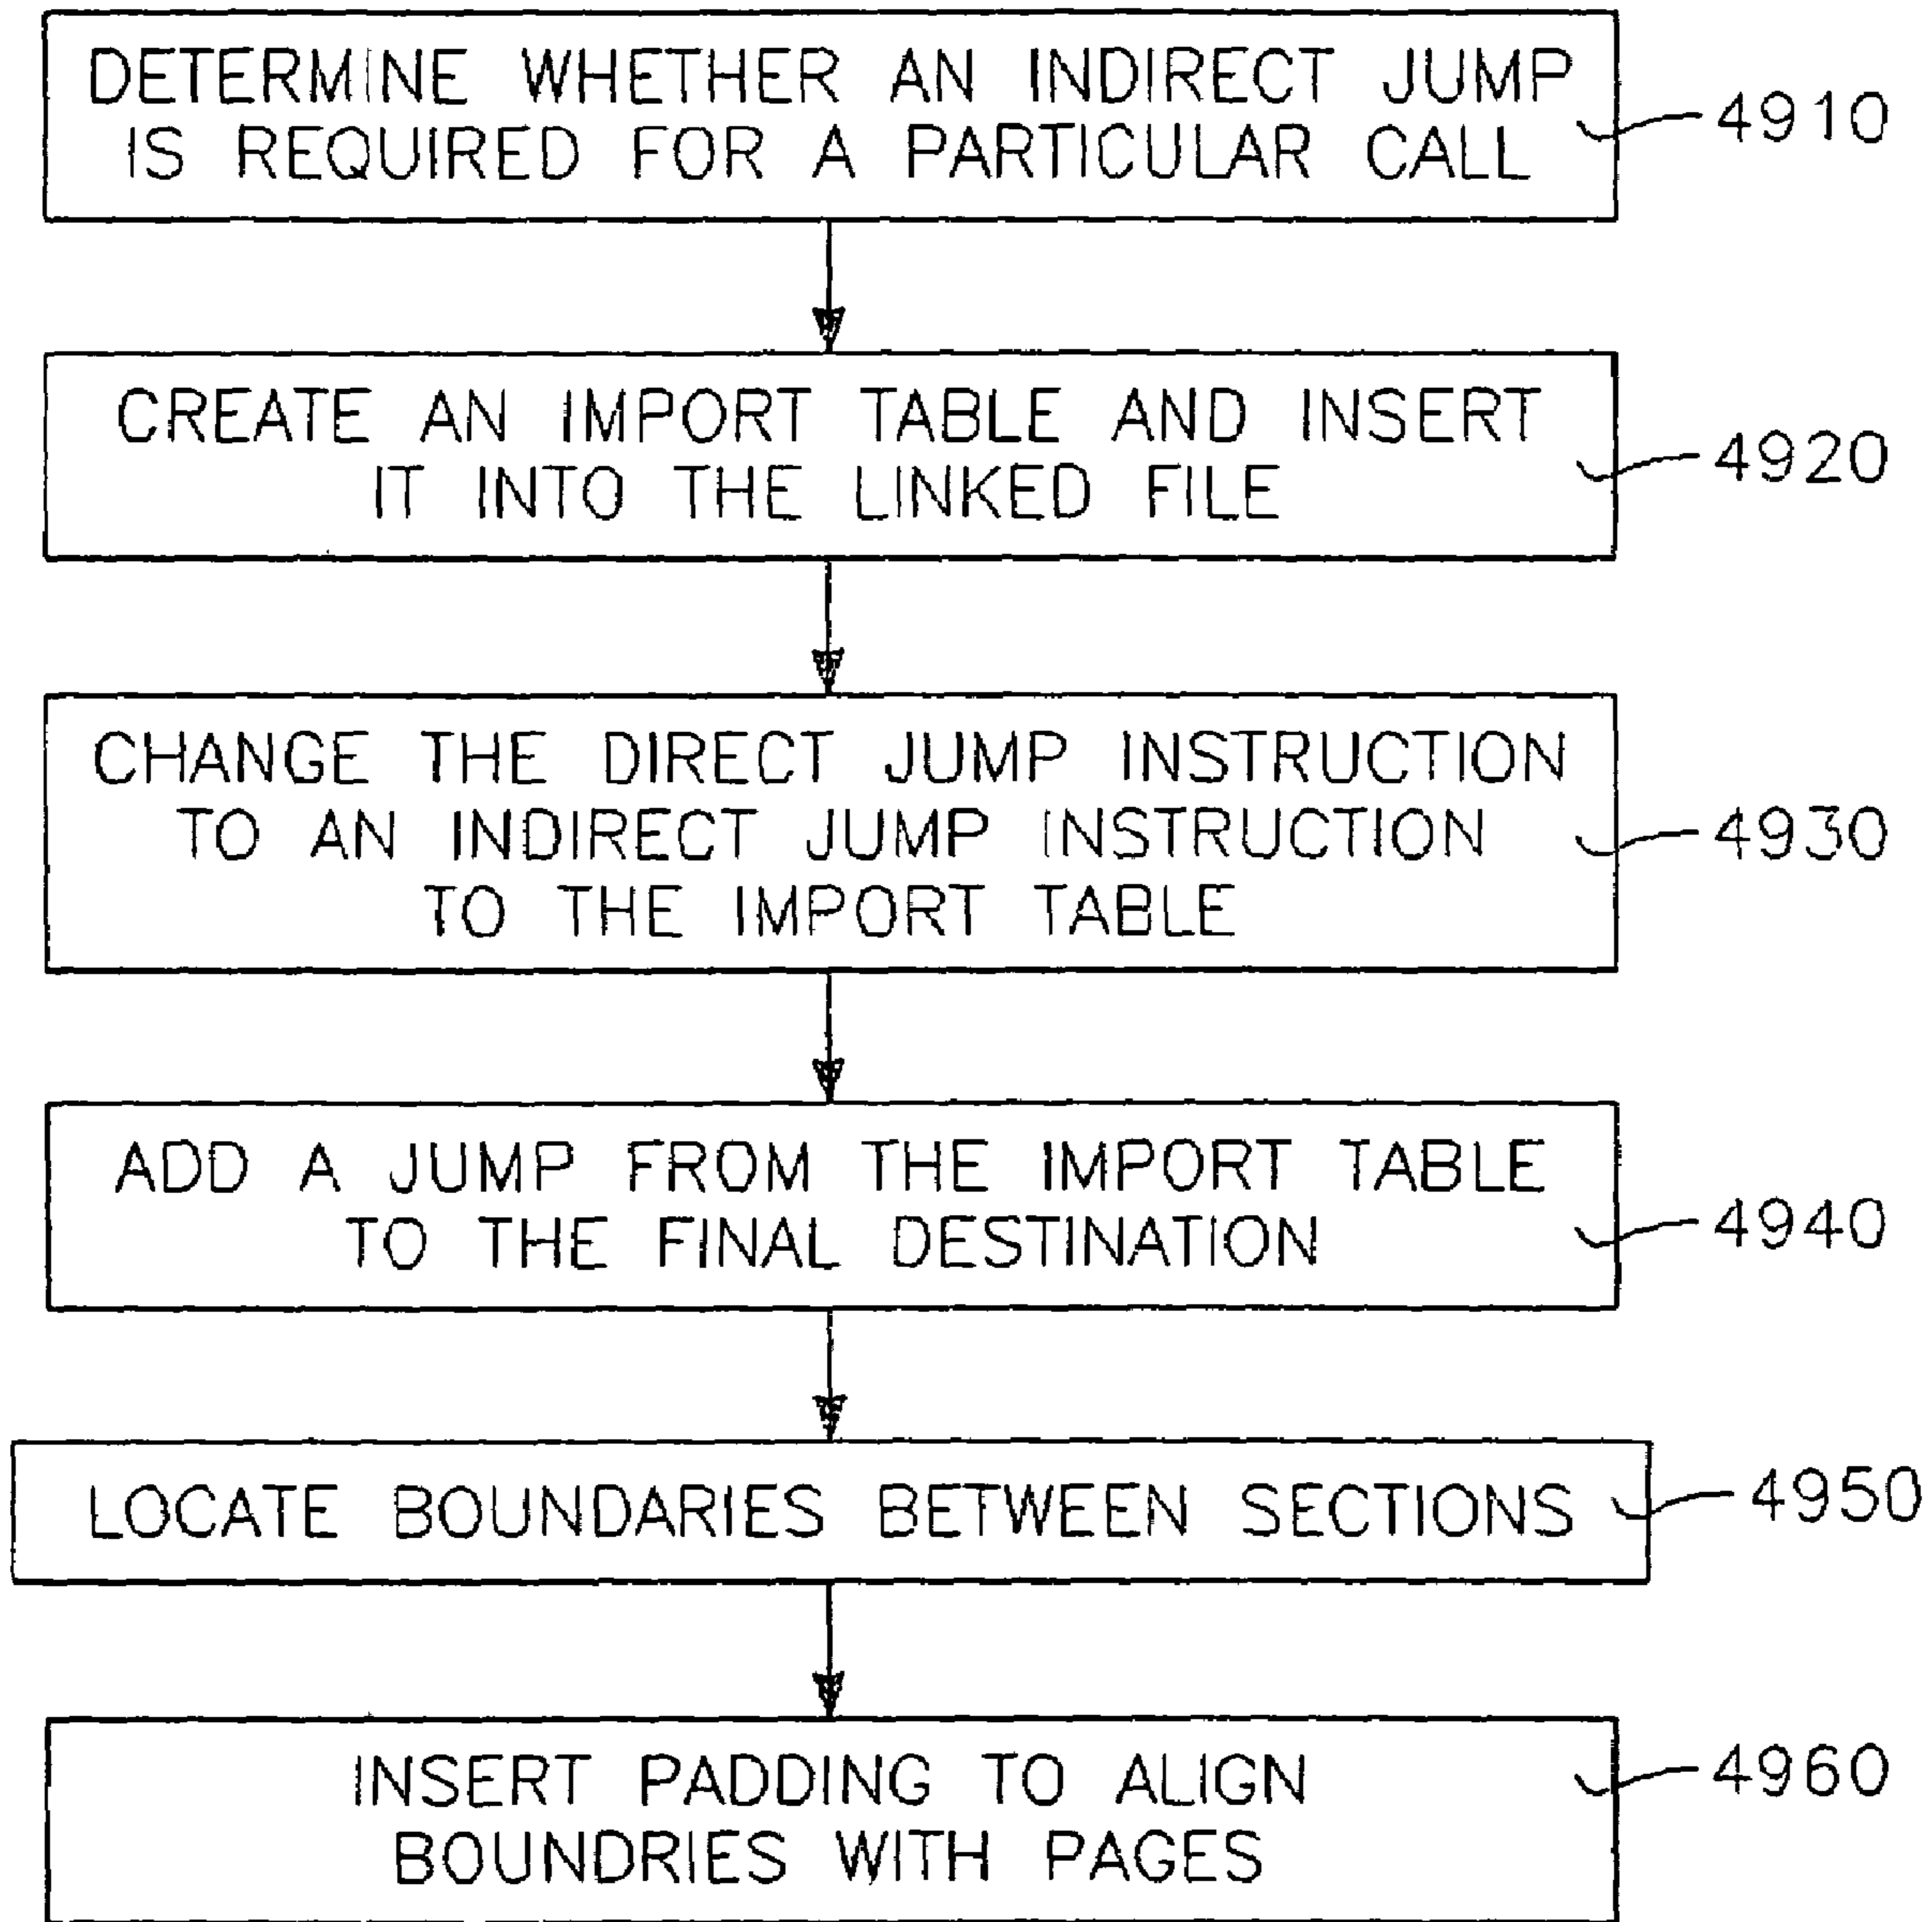 DETERMINE WHETHER AN INDIRECT JUMP
IS REQUIRED FOR A PARTICULAR CALL
4910
CREATE AN IMPORT TABLE AND INSERT
IT INTO THE LINKED FILE
4920
CHANGE THE DIRECT JUMP INSTRUCTION
TO AN INDIRECT JUMP INSTRUCTION
TO THE IMPORT TABLE
4930
ADD A JUMP FROM THE IMPORT TABLE
TO THE FINAL DESTINATION
4940
LOCATE BOUNDARIES BETWEEN SECTIONS
4950
INSERT PADDING TO ALIGN
BOUNDRIES WITH PAGES
4960